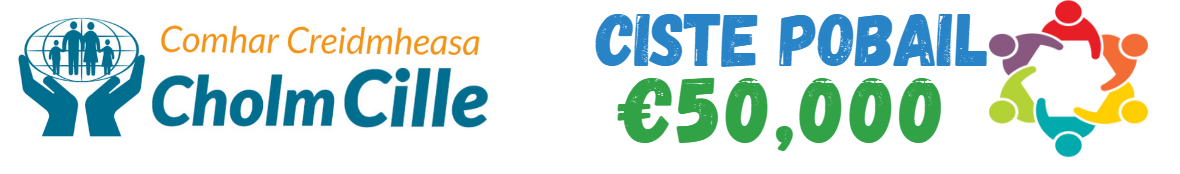 Comhar Creidmheasa
Cholm Cille
CISTE POBAIL
€50,000